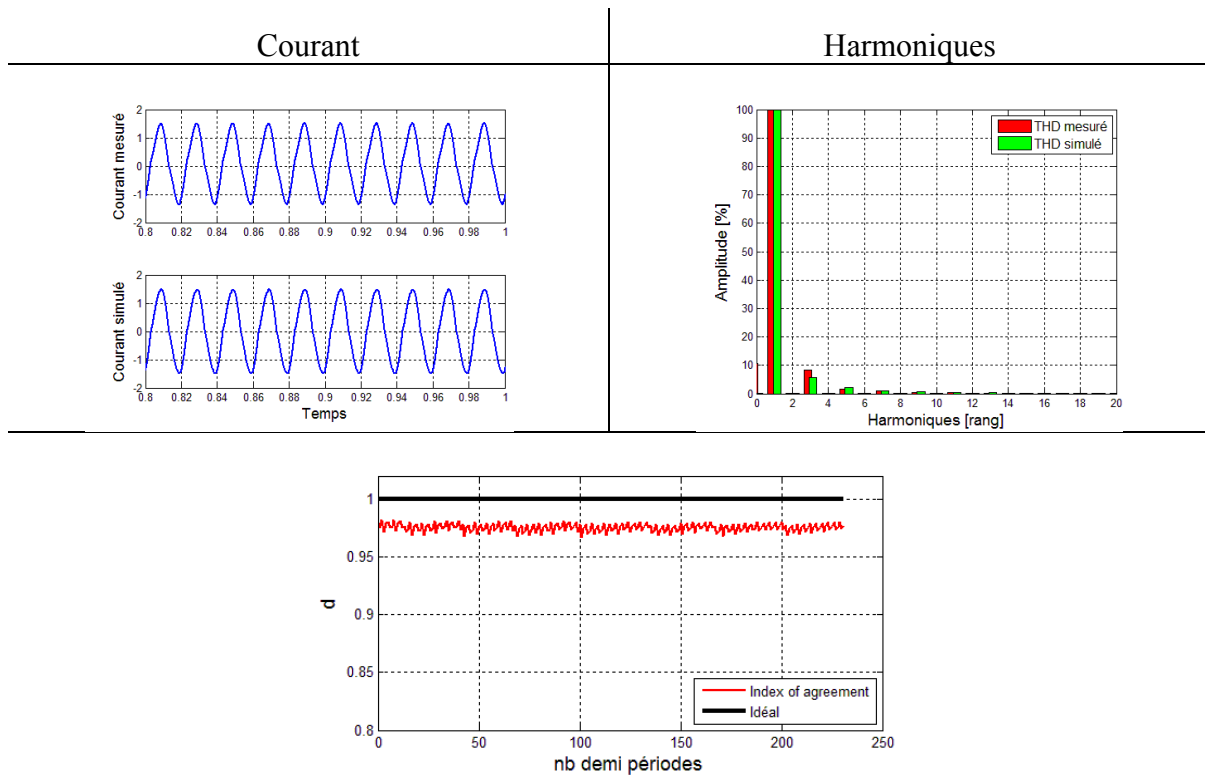 Courant
Harmoniques
Courant mesuré
2
1
0
-1
-2
0.8 0.82 0.84 0.86 0.88 0.9 0.92 0.94 0.96 0.98 1
Courant simulé
2
1
0
-1
-2
0.8 0.82 0.84 0.86 0.88 0.9 0.92 0.94 0.96 0.98 1
Temps
Amplitude [%]
100
90
80
70
60
50
40
30
20
10
0
THD mesuré
THD simulé
0 2 4 6 8 10 12 14 16 18 20
Harmoniques [rang]
d
1
0.95
0.9
0.85
0.8
Index of agreement
Idéal
0 50 100 150 200 250
nb demi périodes